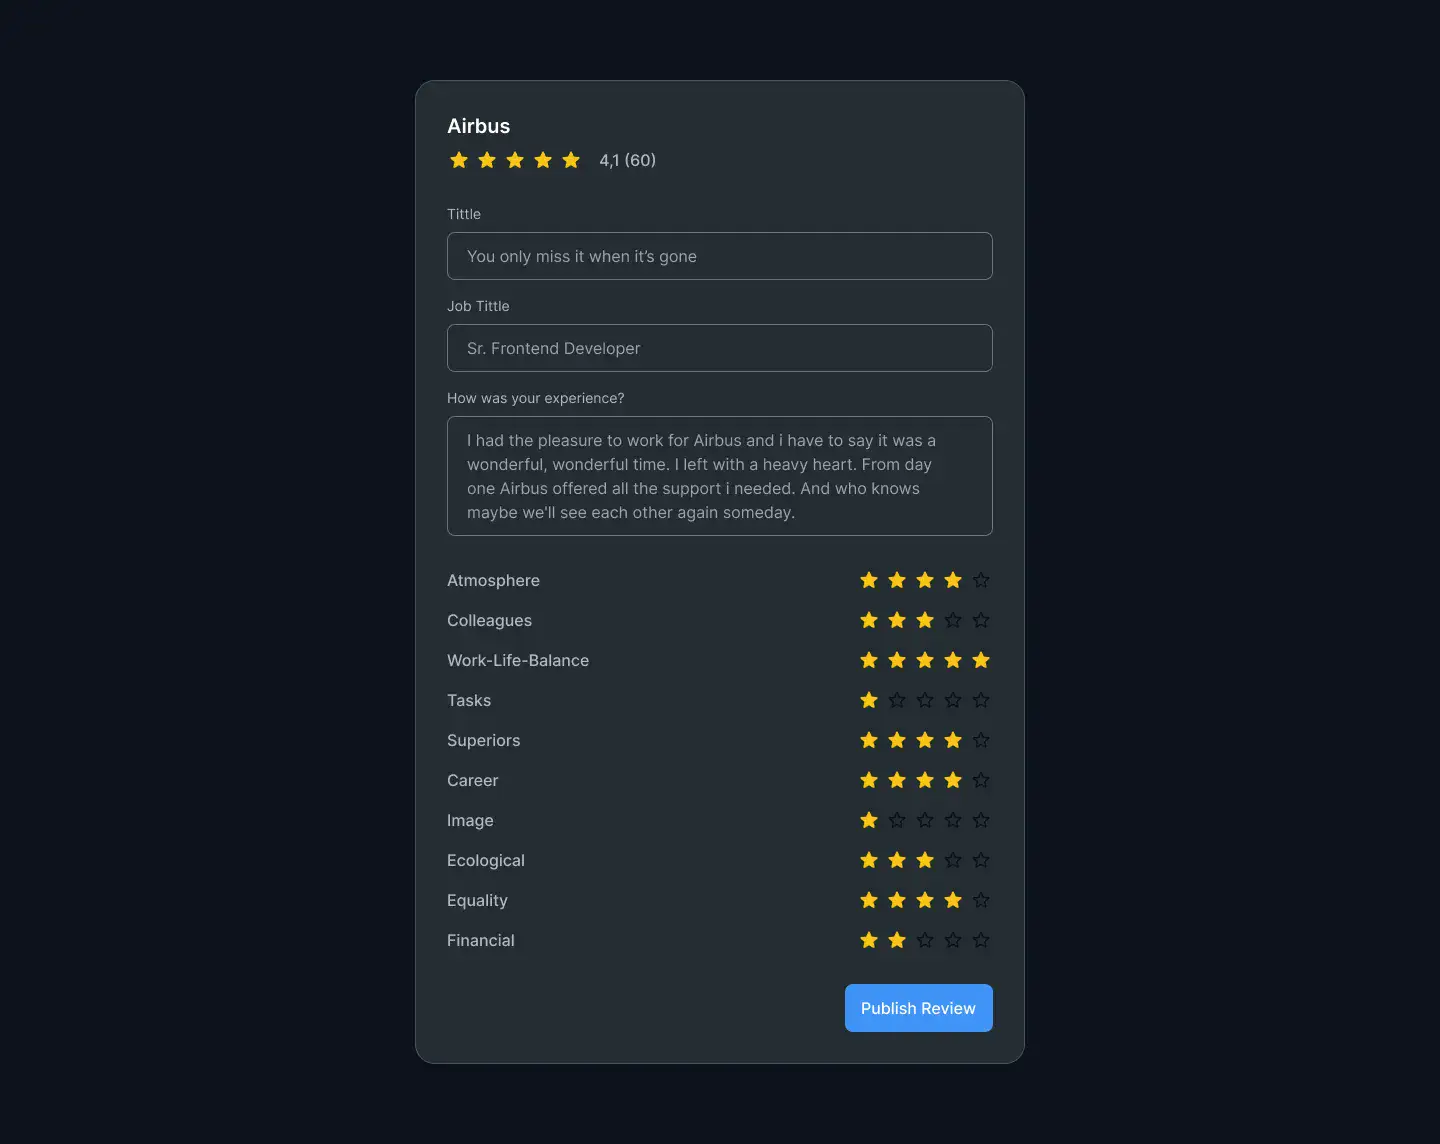 Airbus
4,1 (60)
Tittle
You only miss it when it’s gone
Job Tittle
Sr. Frontend Developer
How was your experience?
I had the pleasure to work for Airbus and i have to say it was a
wonderful, wonderful time. I left with a heavy heart. From day
one Airbus offered all the support i needed. And who knows
maybe we'll see each other again someday.
Atmosphere
Colleagues
Work-Life-Balance
Tasks
Superiors
Career
Image
Ecological
Equality
Financial
Publish Review